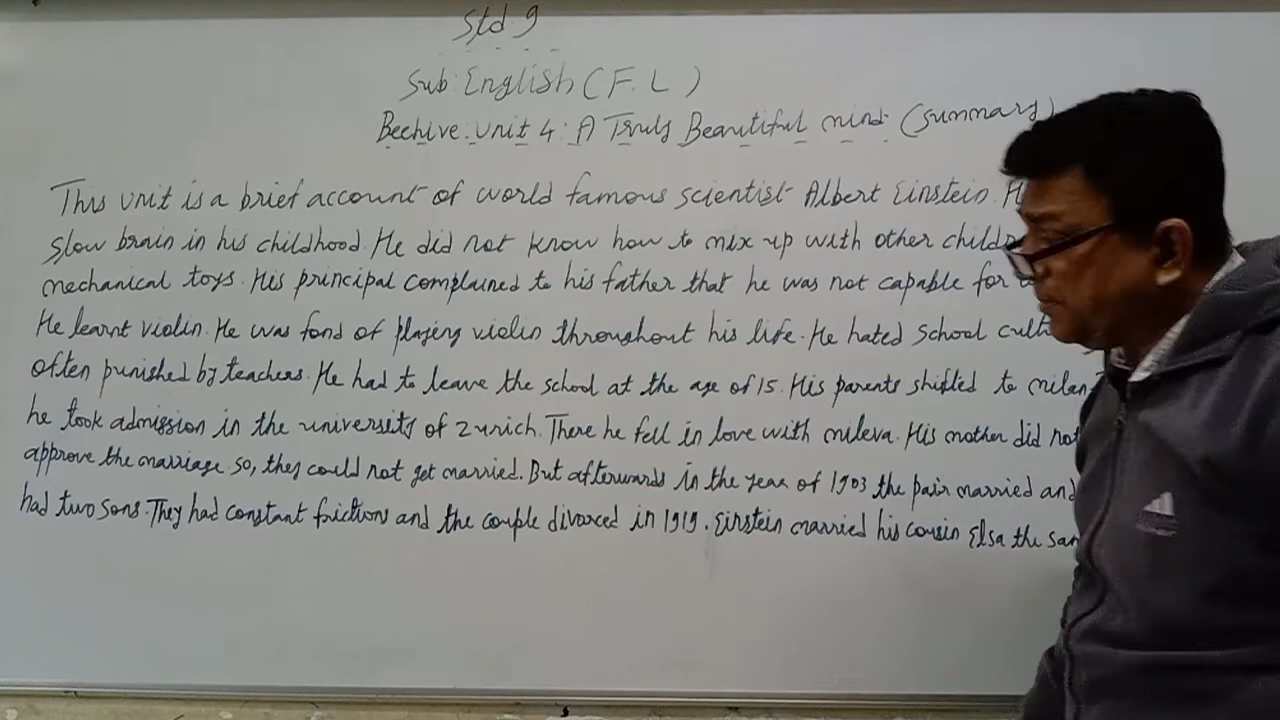 Std 9
Sub: English (F.L.)
Beehive. Unit 4: A Truly Beautiful mind. (Summary)
This unit is a brief account of world famous scientist Albert Einstein. H
slow brain in his childhood. He did not know how to mix up with other child
mechanical toys. His principal complained to his father that he was not capable for
He learnt violin. He was fond of playing violin throughout his life. He hated school
often punished by teachers. He had to leave the school at the age of 15. His parents shifted to milan
he took admission in the university of Zurich. There he fell in love with mileva. His mother did not
approve the marriage. So, they could not get married. But afterwards in the year of 1903 the pair married and
had two sons. They had constant frictions and the couple divorced in 1919. Einstein married his cousin Elsa the